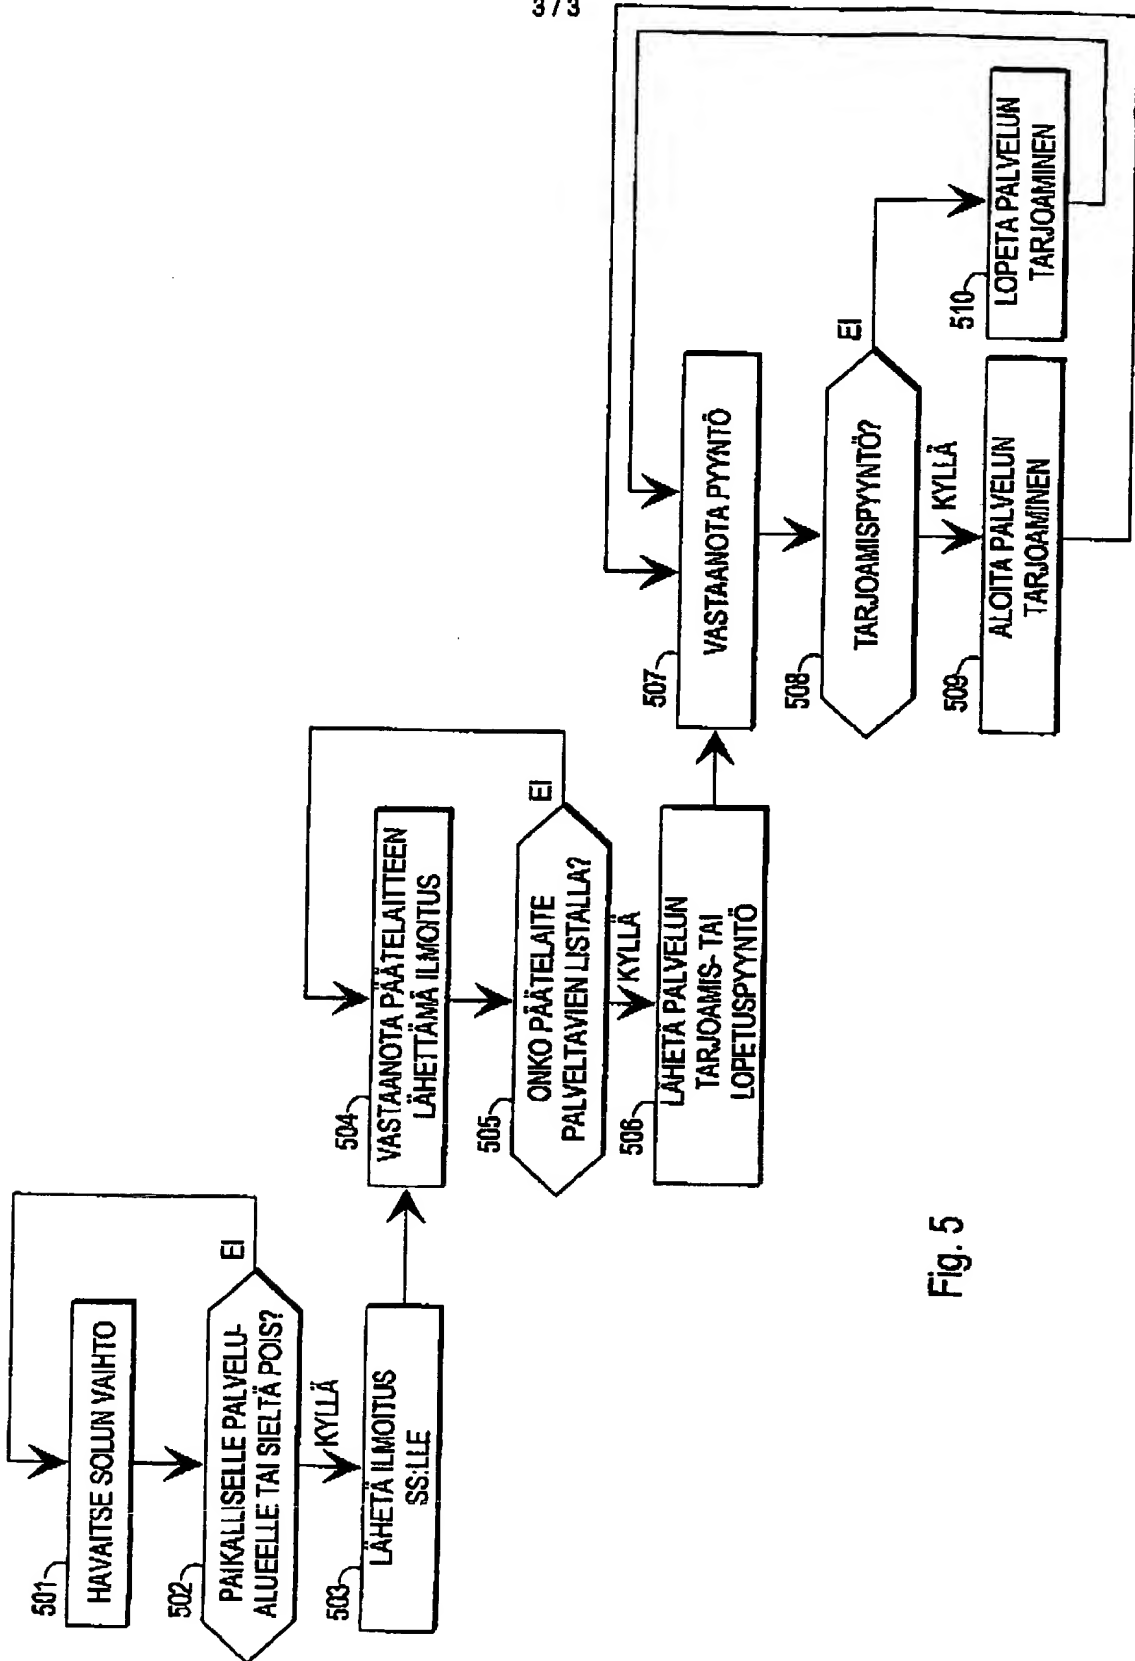 3/3
501
HAVAITSE SOLUN VAIHTO
502
PAIKALLISELLE PALVELU-
ALUEELLE TAI SIELTÄ POIS?
EI
KYLLÄ
503
LÄHETÄ ILMOITUS
SS:LLE
504
VASTAANOTA PÄÄTELAITTEEN
LÄHETTÄMÄ ILMOITUS
505
ONKO PÄÄTELAITE
PALVELTAVIEN LISTALLA?
EI
KYLLÄ
506
LÄHETÄ PALVELUN
TARJOAMIS- TAI
LOPETUSPYYNTÖ
507
VASTAANOTA PYYNTÖ
508
TARJOAMISPYYNTÖ?
EI
KYLLÄ
509
ALOITA PALVELUN
TARJOAMINEN
510
LOPETA PALVELUN
TARJOAMINEN
Fig. 5